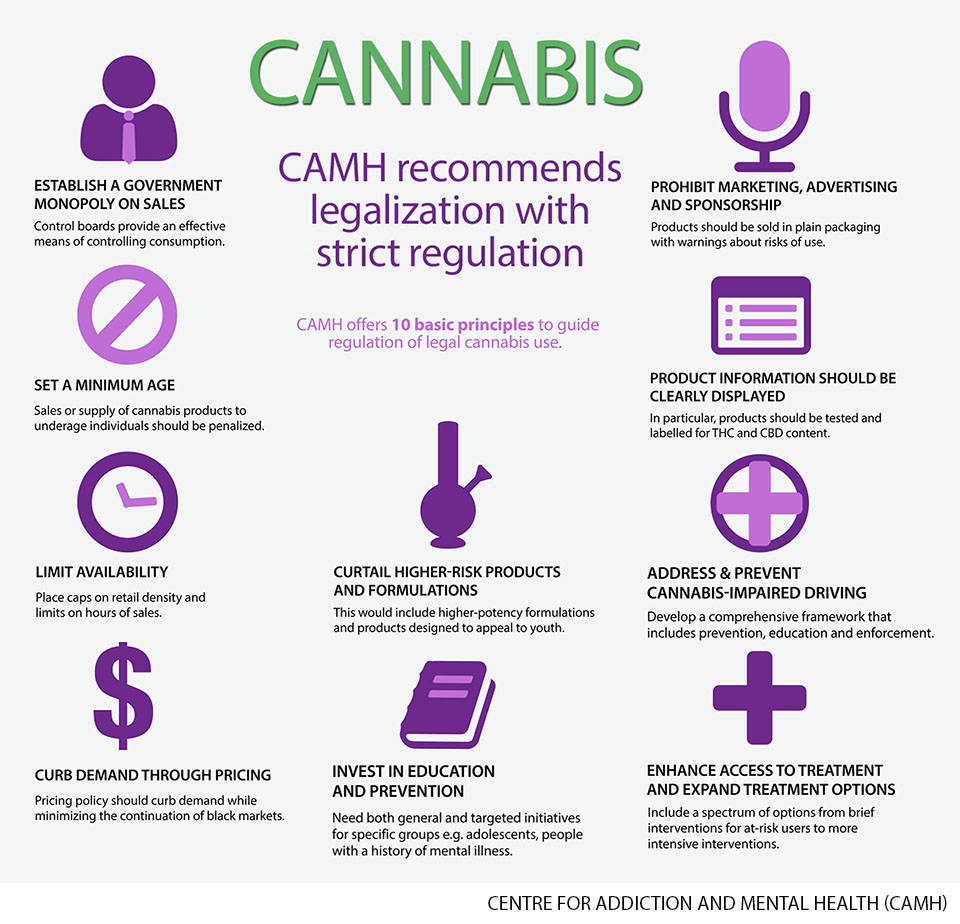 CANNABIS
CAMH recommends
legalization with
strict regulation
CAMH offers 10 basic principles to guide
regulation of legal cannabis use.
ESTABLISH A GOVERNMENT
MONOPOLY ON SALES
Control boards provide an effective
means of controlling consumption.
SET A MINIMUM AGE
Sales or supply of cannabis products to
underage individuals should be penalized.
LIMIT AVAILABILITY
Place caps on retail density and
limits on hours of sales.
$
CURB DEMAND THROUGH PRICING
Pricing policy should curb demand while
minimizing the continuation of black markets.
CURTAIL HIGHER-RISK PRODUCTS
AND FORMULATIONS
This would include higher-potency formulations
and products designed to appeal to youth.
INVEST IN EDUCATION
AND PREVENTION
Need both general and targeted initiatives
for specific groups e.g. adolescents, people
with a history of mental illness.
PROHIBIT MARKETING, ADVERTISING
AND SPONSORSHIP
Products should be sold in plain packaging
with warnings about risks of use.
PRODUCT INFORMATION SHOULD BE
CLEARLY DISPLAYED
In particular, products should be tested and
labelled for THC and CBD content.
ADDRESS & PREVENT
CANNABIS-IMPAIRED DRIVING
Develop a comprehensive framework that
includes prevention, education and enforcement.
ENHANCE ACCESS TO TREATMENT
AND EXPAND TREATMENT OPTIONS
Include a spectrum of options from brief
interventions for at-risk users to more
intensive interventions.
CENTRE FOR ADDICTION AND MENTAL HEALTH (CAMH)